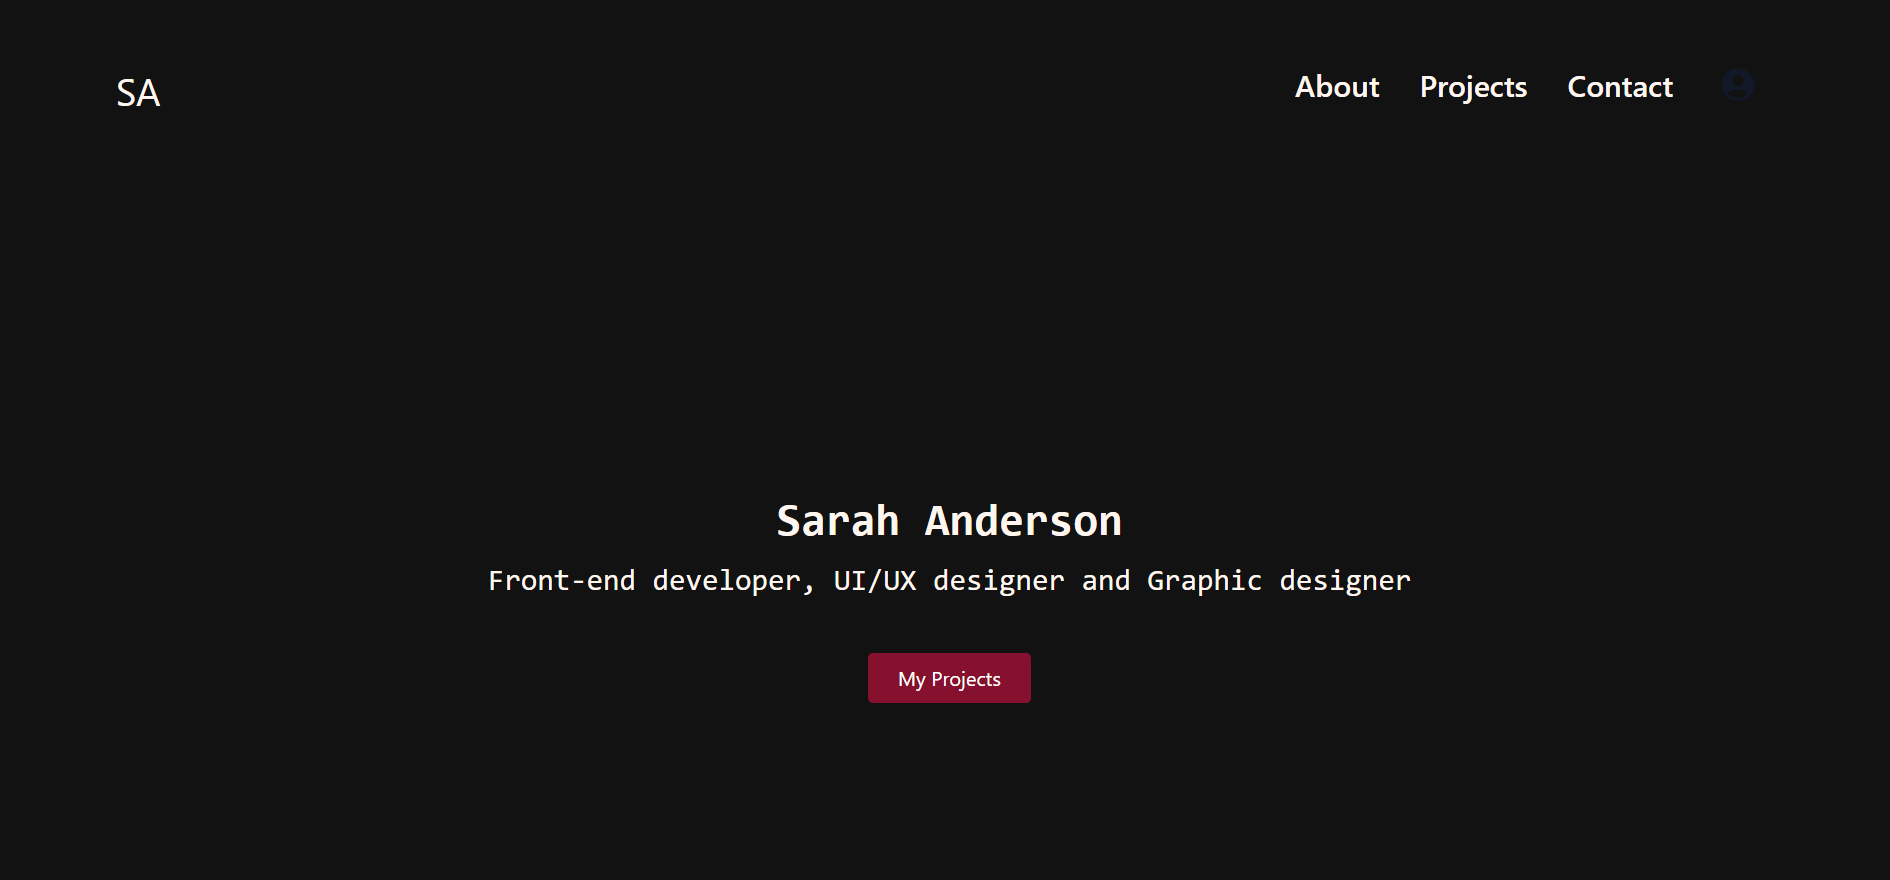 SA
About Projects Contact
Sarah Anderson
Front-end developer, UI/UX designer and Graphic designer
My Projects